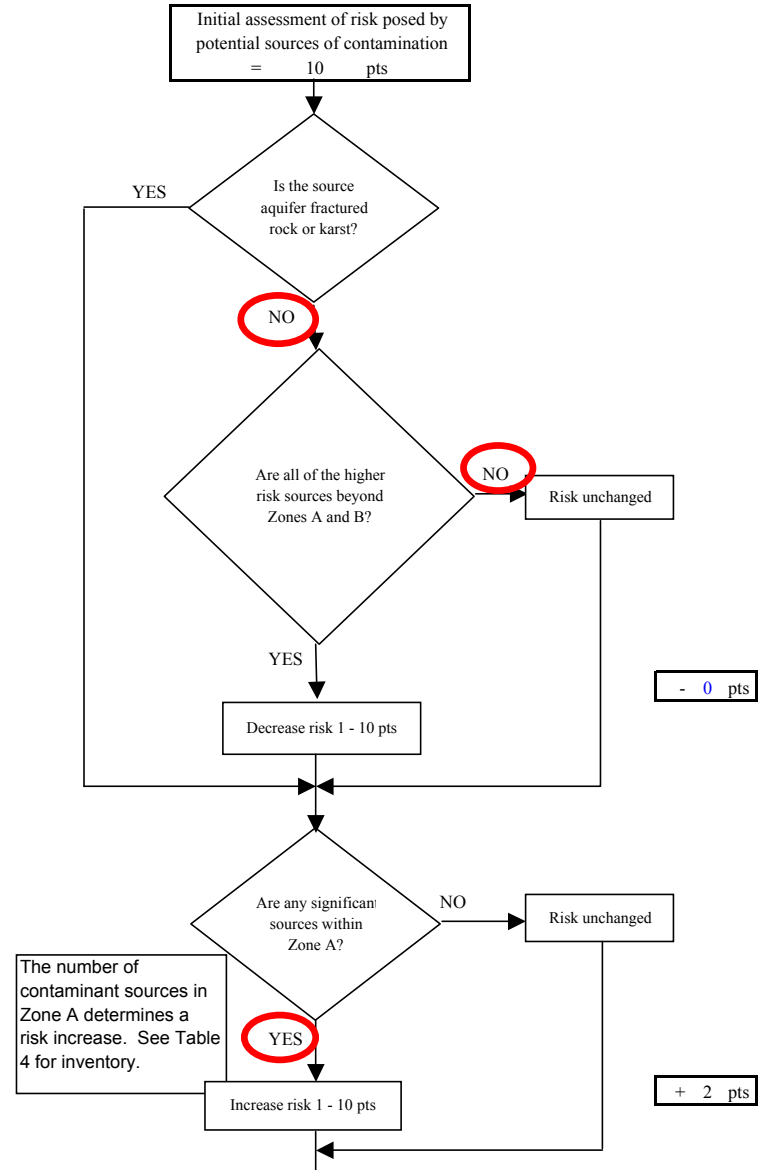 Initial assessment of risk posed by
potential sources of contamination
= 10 pts
YES
Is the source
aquifer fractured
rock or karst?
NO
Are all of the higher
risk sources beyond
Zones A and B?
NO
Risk unchanged
YES
- 0 pts
Decrease risk 1 - 10 pts
Are any significant
sources within
Zone A?
NO
Risk unchanged
The number of
contaminant sources in
Zone A determines a
risk increase. See Table
4 for inventory.
YES
+ 2 pts
Increase risk 1 - 10 pts